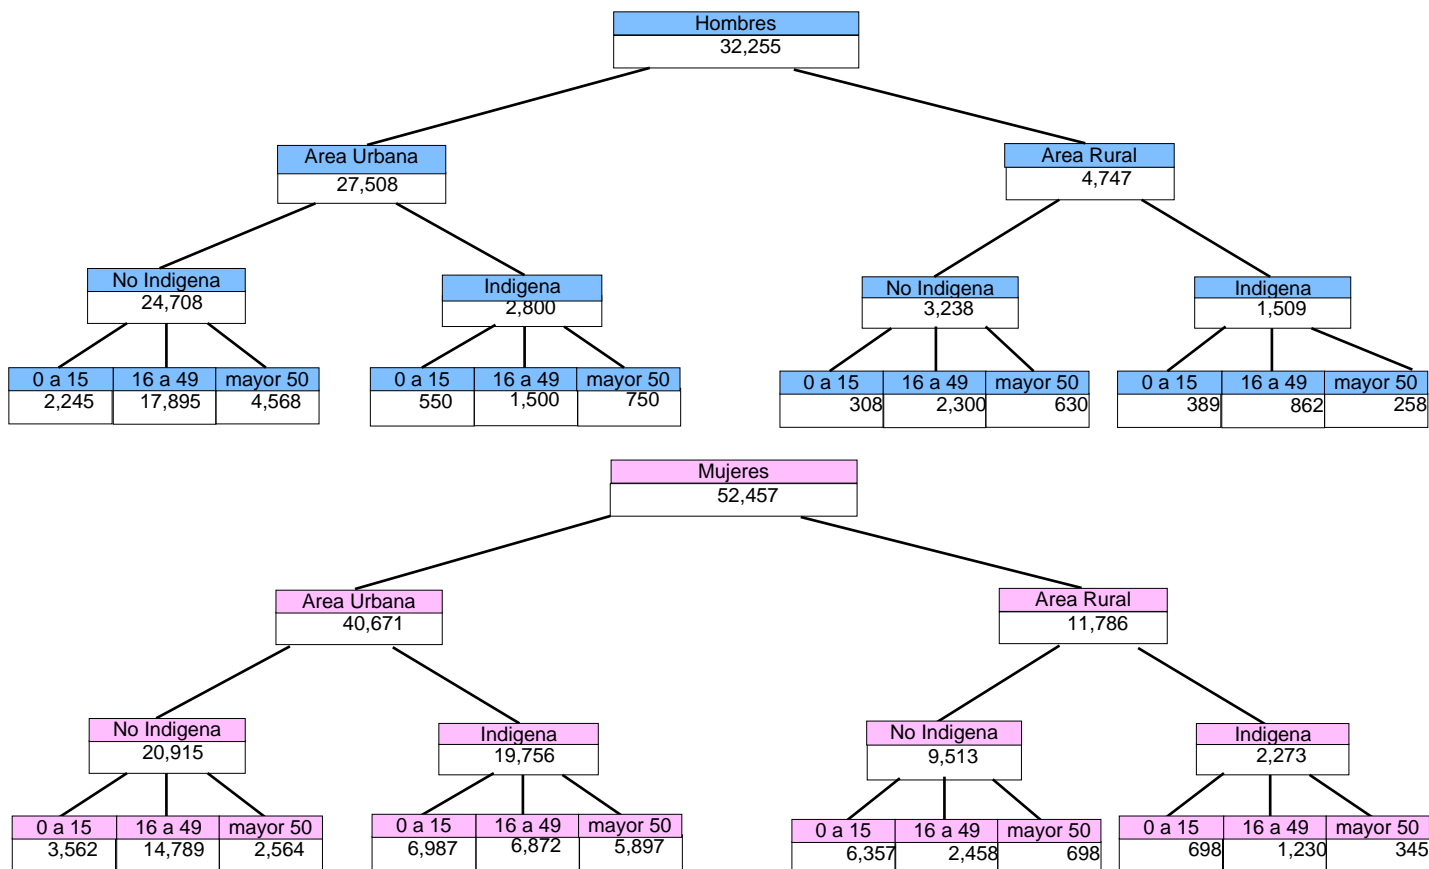 Hombres
32,255
Area Urbana
27,508
Area Rural
4,747
No Indigena
24,708
Indigena
2,800
No Indigena
3,238
Indigena
1,509
0 a 15 16 a 49 mayor 50
2,245 17,895 4,568
0 a 15 16 a 49 mayor 50
550 1,500 750
0 a 15 16 a 49 mayor 50
308 2,300 630
0 a 15 16 a 49 mayor 50
389 862 258
Mujeres
52,457
Area Urbana
40,671
Area Rural
11,786
No Indigena
20,915
Indigena
19,756
No Indigena
9,513
Indigena
2,273
0 a 15 16 a 49 mayor 50
3,562 14,789 2,564
0 a 15 16 a 49 mayor 50
6,987 6,872 5,897
0 a 15 16 a 49 mayor 50
6,357 2,458 698
0 a 15 16 a 49 mayor 50
698 1,230 345